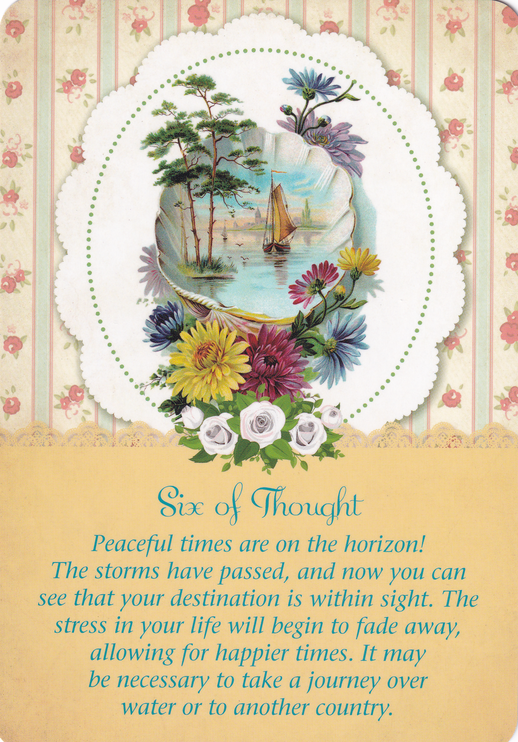 Six of Thought
Peaceful times are on the horizon!
The storms have passed, and now you can
see that your destination is within sight. The
stress in your life will begin to fade away,
allowing for happier times. It may
be necessary to take a journey over
water or to another country.